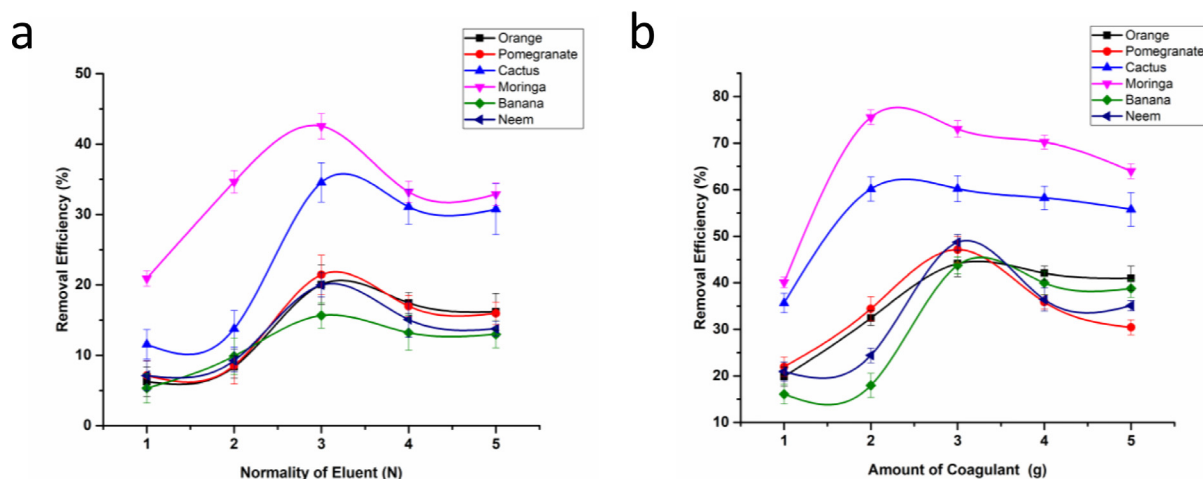 a
Orange
Pomegranate
Cactus
Moringa
Banana
Neem
50
40
30
20
10
0
Removal Efficiency (%)
1 2 3 4 5
Normality of Eluent (N)
b
Orange
Pomegranate
Cactus
Moringa
Banana
Neem
80
70
60
50
40
30
20
10
Removal Efficiency (%)
1 2 3 4 5
Amount of Coagulant (g)